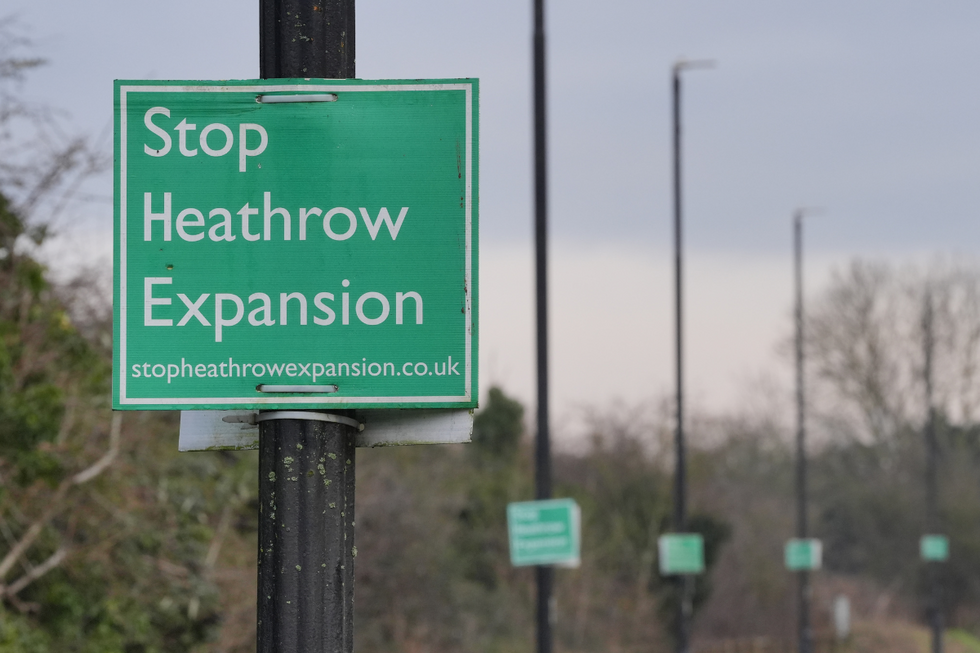 Stop
Heathrow
Expansion
stopheathrowexpansion.co.uk